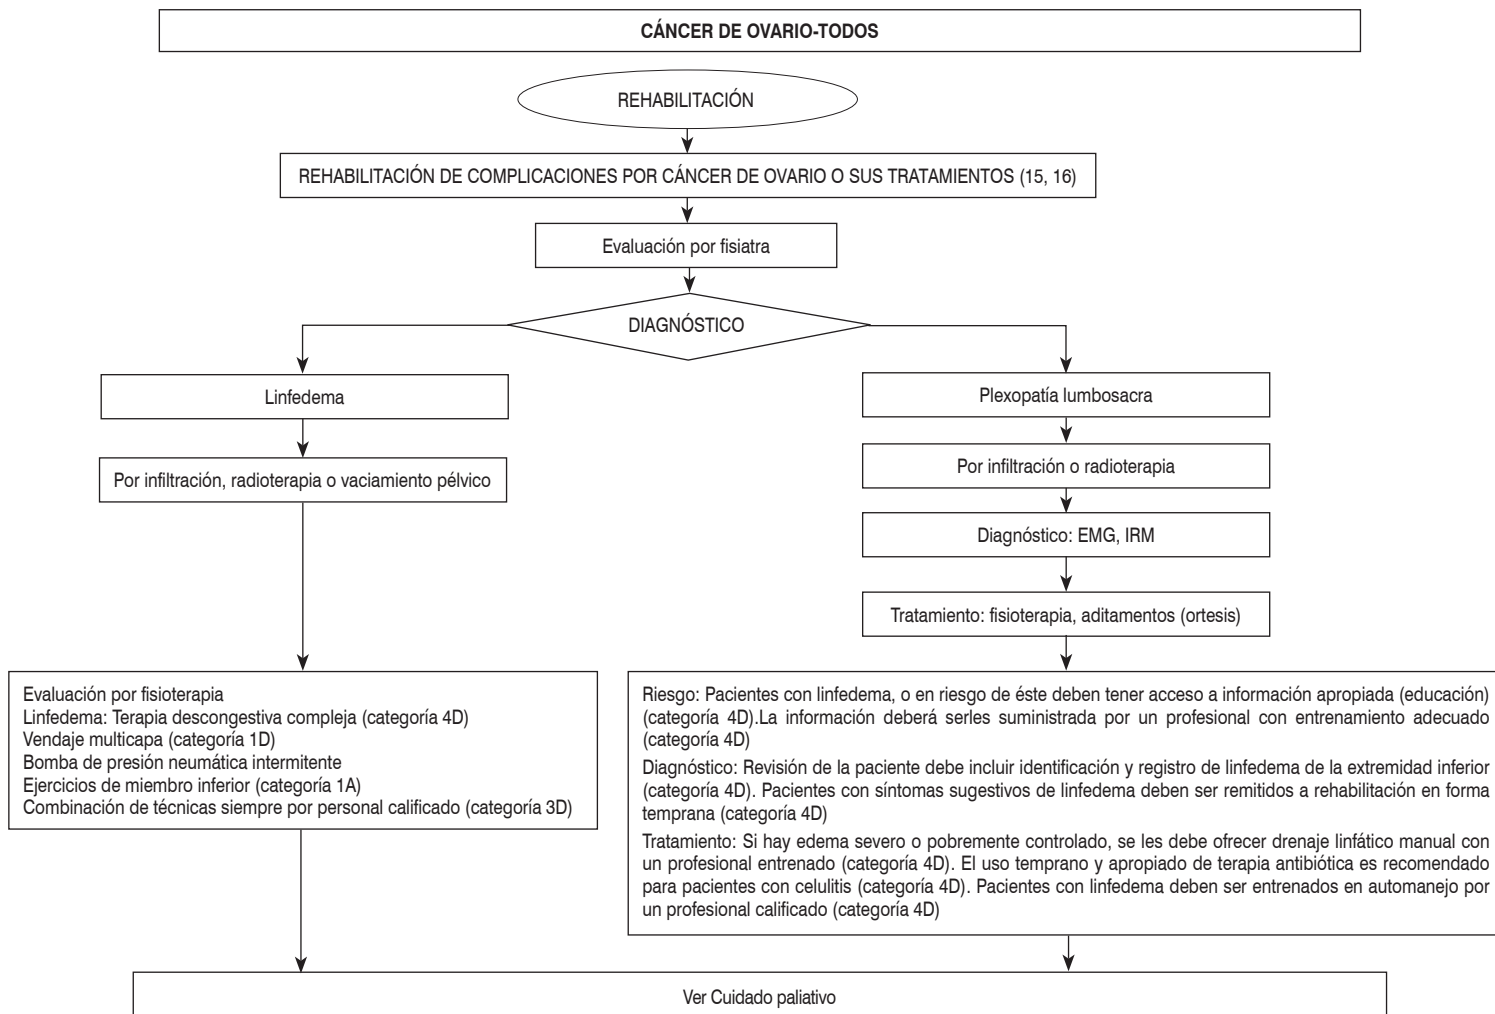 CÁNCER DE OVARIO-TODOS
REHABILITACIÓN
REHABILITACIÓN DE COMPLICACIONES POR CÁNCER DE OVARIO O SUS TRATAMIENTOS (15, 16)
Evaluación por fisiatra
DIAGNÓSTICO
Linfedema
Por infiltración, radioterapia o vaciamiento pélvico
Evaluación por fisioterapia
Linfedema: Terapia descongestiva compleja (categoría 4D)
Vendaje multicapa (categoría 1D)
Bomba de presión neumática intermitente
Ejercicios de miembro inferior (categoría 1A)
Combinación de técnicas siempre por personal calificado (categoría 3D)
Plexopatía lumbosacra
Por infiltración o radioterapia
Diagnóstico: EMG, IRM
Tratamiento: fisioterapia, aditamentos (ortesis)
Riesgo: Pacientes con linfedema, o en riesgo de éste deben tener acceso a información apropiada (educación)
(categoría 4D).La información deberá serles suministrada por un profesional con entrenamiento adecuado
(categoría 4D)
Diagnóstico: Revisión de la paciente debe incluir identificación y registro de linfedema de la extremidad inferior
(categoría 4D). Pacientes con síntomas sugestivos de linfedema deben ser remitidos a rehabilitación en forma
temprana (categoría 4D)
Tratamiento: Si hay edema severo o pobremente controlado, se les debe ofrecer drenaje linfático manual con
un profesional entrenado (categoría 4D). El uso temprano y apropiado de terapia antibiótica es recomendado
para pacientes con celulitis (categoría 4D). Pacientes con linfedema deben ser entrenados en automanejo por
un profesional calificado (categoría 4D)
Ver Cuidado paliativo